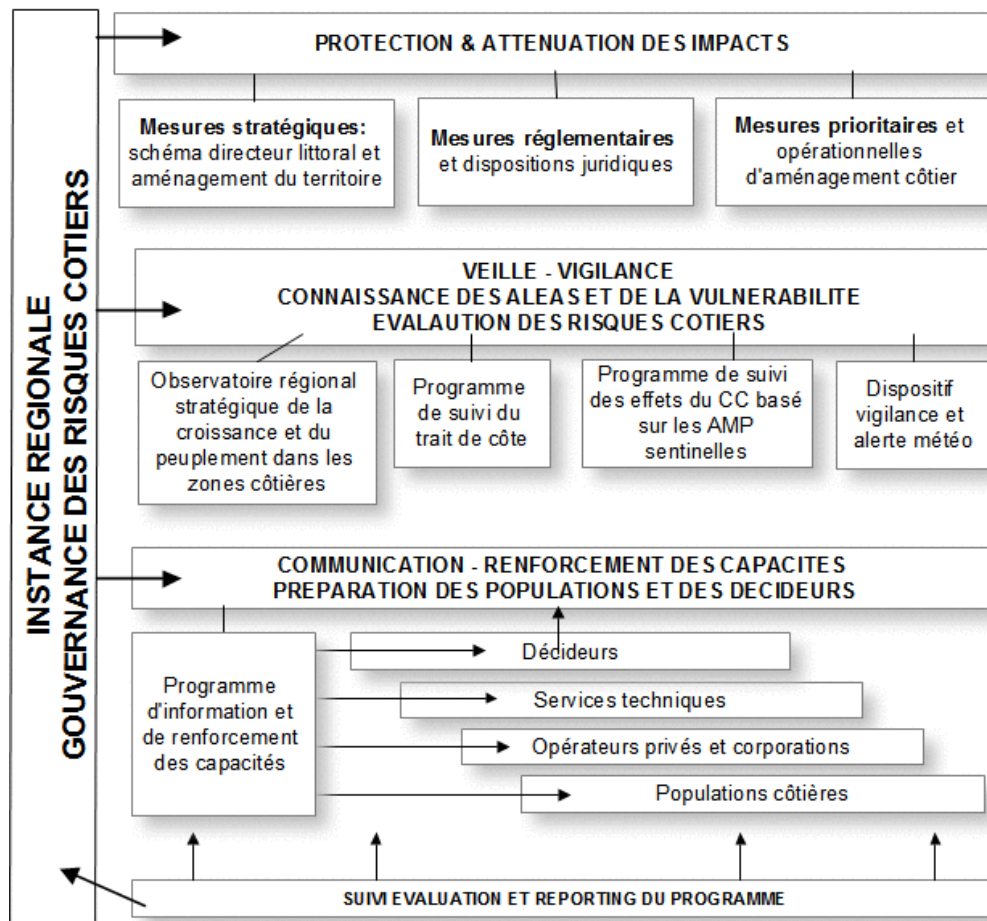 INSTANCE REGIONALE
GOUVERNANCE DES RISQUES COTIERS
PROTECTION & ATTENUATION DES IMPACTS
Mesures stratégiques:
schéma directeur littoral et
aménagement du territoire
Mesures réglementaires
et dispositions juridiques
Mesures prioritaires et
opérationnelles
d'aménagement côtier
VEILLE - VIGILANCE
CONNAISSANCE DES ALEAS ET DE LA VULNERABILITE
EVALAUTION DES RISQUES COTIERS
Observatoire régional
stratégique de la
croissance et du
peuplement dans les
zones côtières
Programme
de suivi du
trait de côte
Programme de suivi
des effets du CC basé
sur les AMP
sentinelles
Dispositif
vigilance et
alerte météo
COMMUNICATION - RENFORCEMENT DES CAPACITES
PREPARATION DES POPULATIONS ET DES DECIDEURS
Programme
d'information et
de renforcement
des capacités
Décideurs
Services techniques
Opérateurs privés et corporations
Populations côtières
SUIVI EVALUATION ET REPORTING DU PROGRAMME